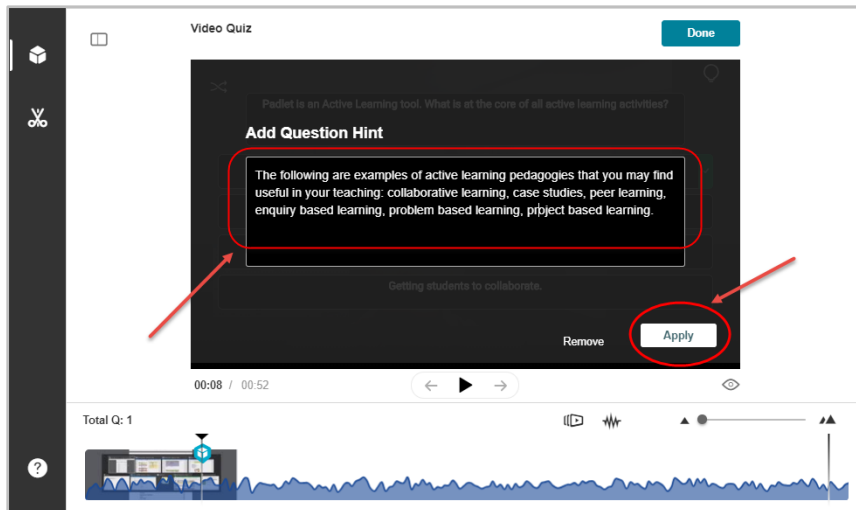 Video Quiz
Done
Padlet is an Active Learning tool. What is at the core of all active learning activities?
Add Question Hint
The following are examples of active learning pedagogies that you may find
useful in your teaching: collaborative learning, case studies, peer learning,
enquiry based learning, problem based learning, project based learning.
Getting students to collaborate.
Remove
Apply
00:08 / 00:52
Total Q: 1
?